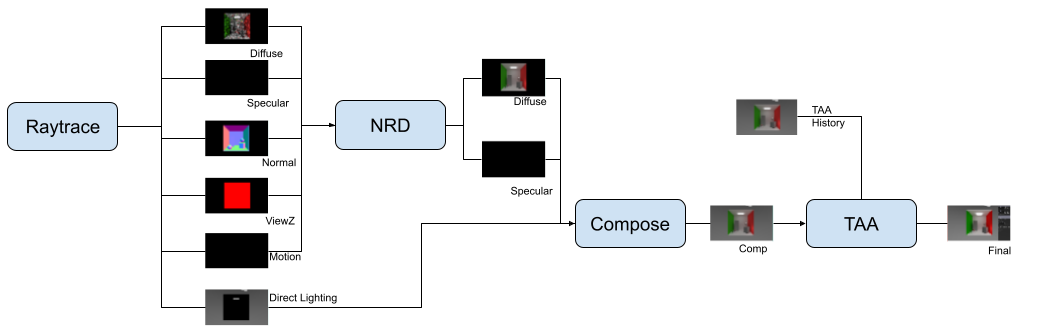 Raytrace
Diffuse
Specular
Normal
ViewZ
Motion
Direct Lighting
NRD
Diffuse
Specular
Compose
Comp
TAA
History
TAA
Final